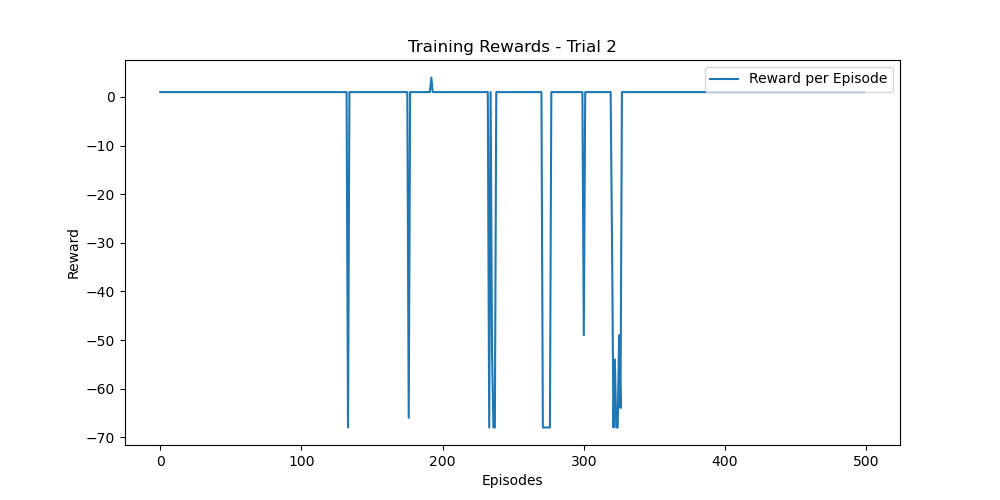 Training Rewards - Trial 2
Reward per Episode
0
−10
−20
−30
−40
−50
−60
−70
Reward
0 100 200 300 400 500
Episodes